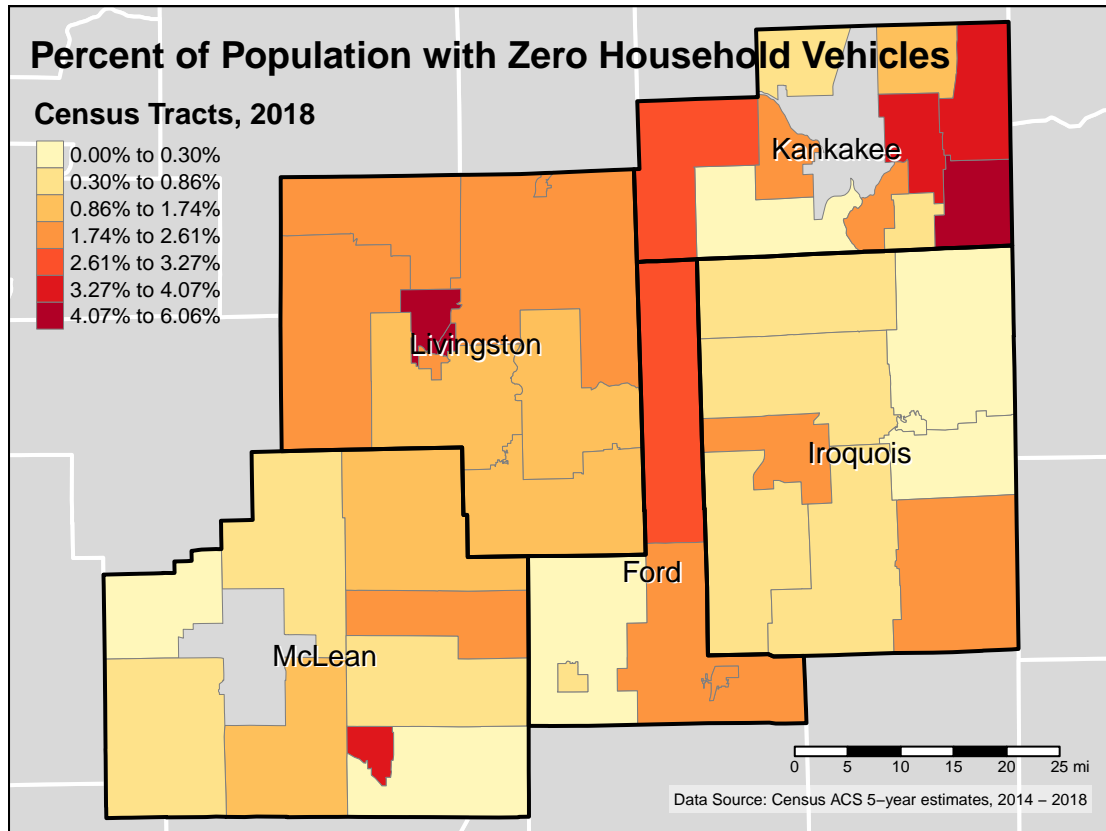 Percent of Population with Zero Household Vehicles
Census Tracts, 2018
0.00% to 0.30%
0.30% to 0.86%
0.86% to 1.74%
1.74% to 2.61%
2.61% to 3.27%
3.27% to 4.07%
4.07% to 6.06%
Kankakee
Livingston
Iroquois
Ford
McLean
0 5 10 15 20 25 mi
Data Source: Census ACS 5−year estimates, 2014 − 2018